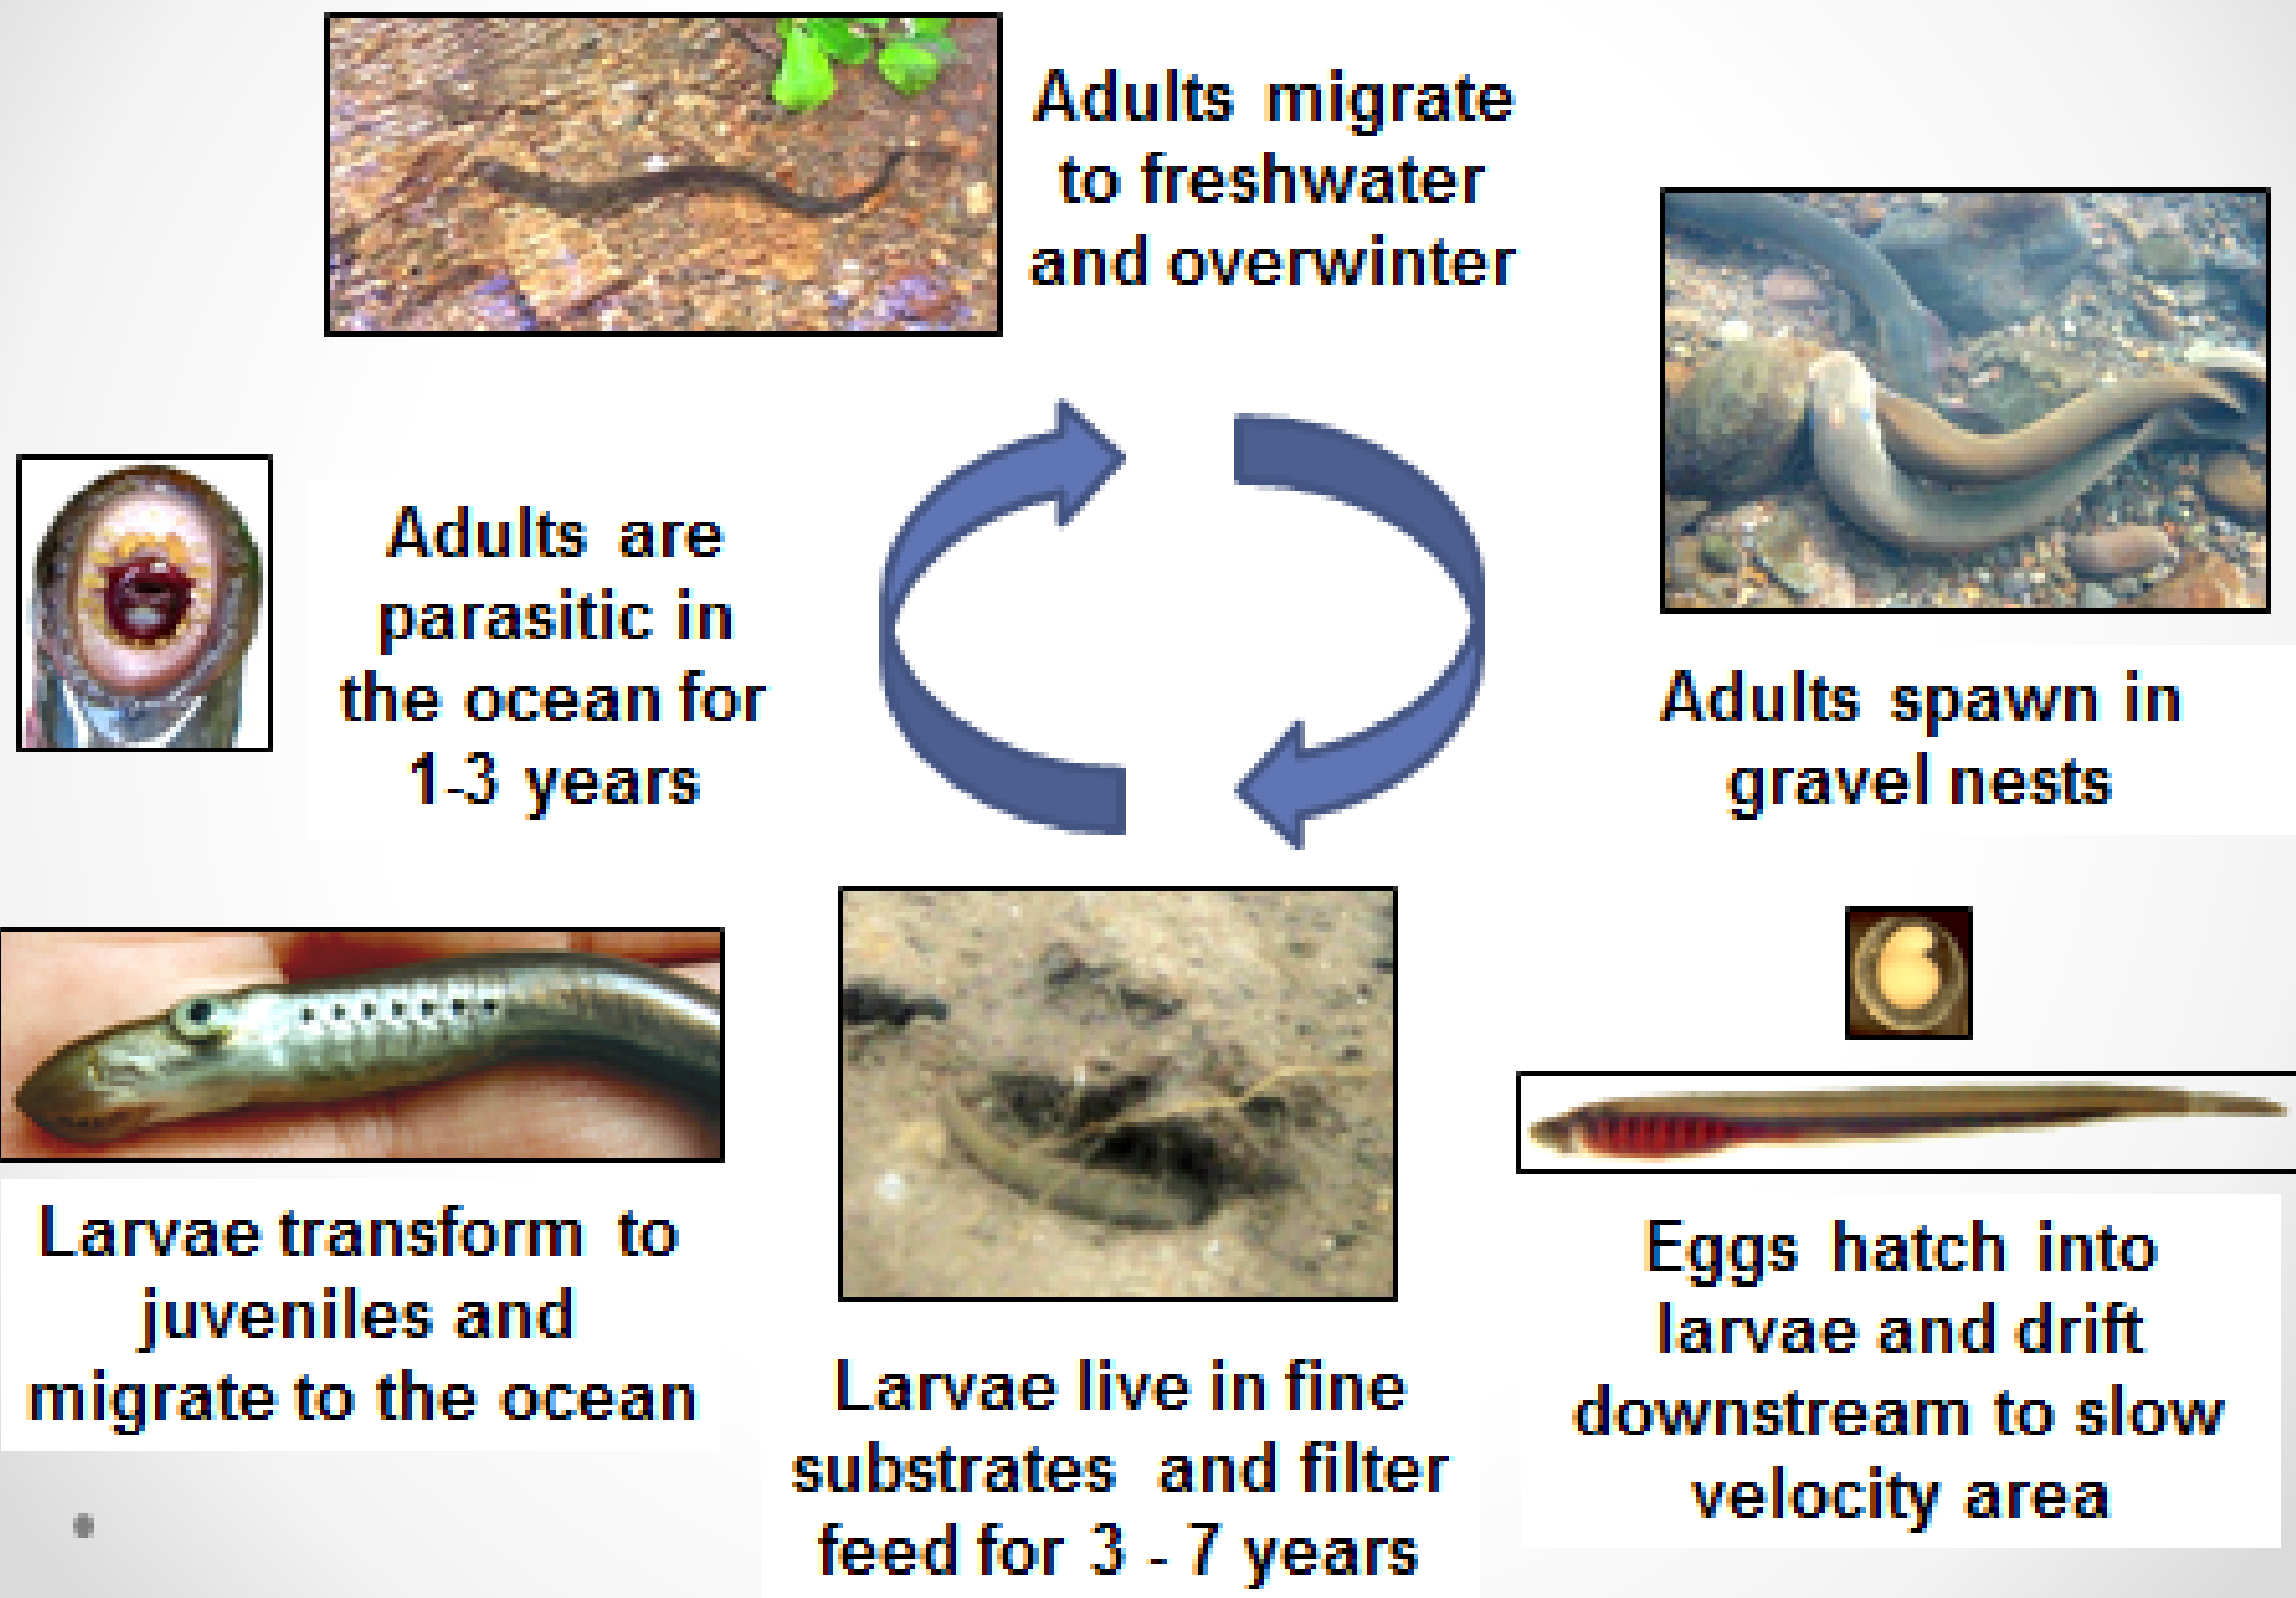 Adults migrate
to freshwater
and overwinter
Adults spawn in
gravel nests
Eggs hatch into
larvae and drift
downstream to slow
velocity area
Larvae live in fine
substrates and filter
feed for 3 - 7 years
Larvae transform to
juveniles and
migrate to the ocean
Adults are
parasitic in
the ocean for
1-3 years